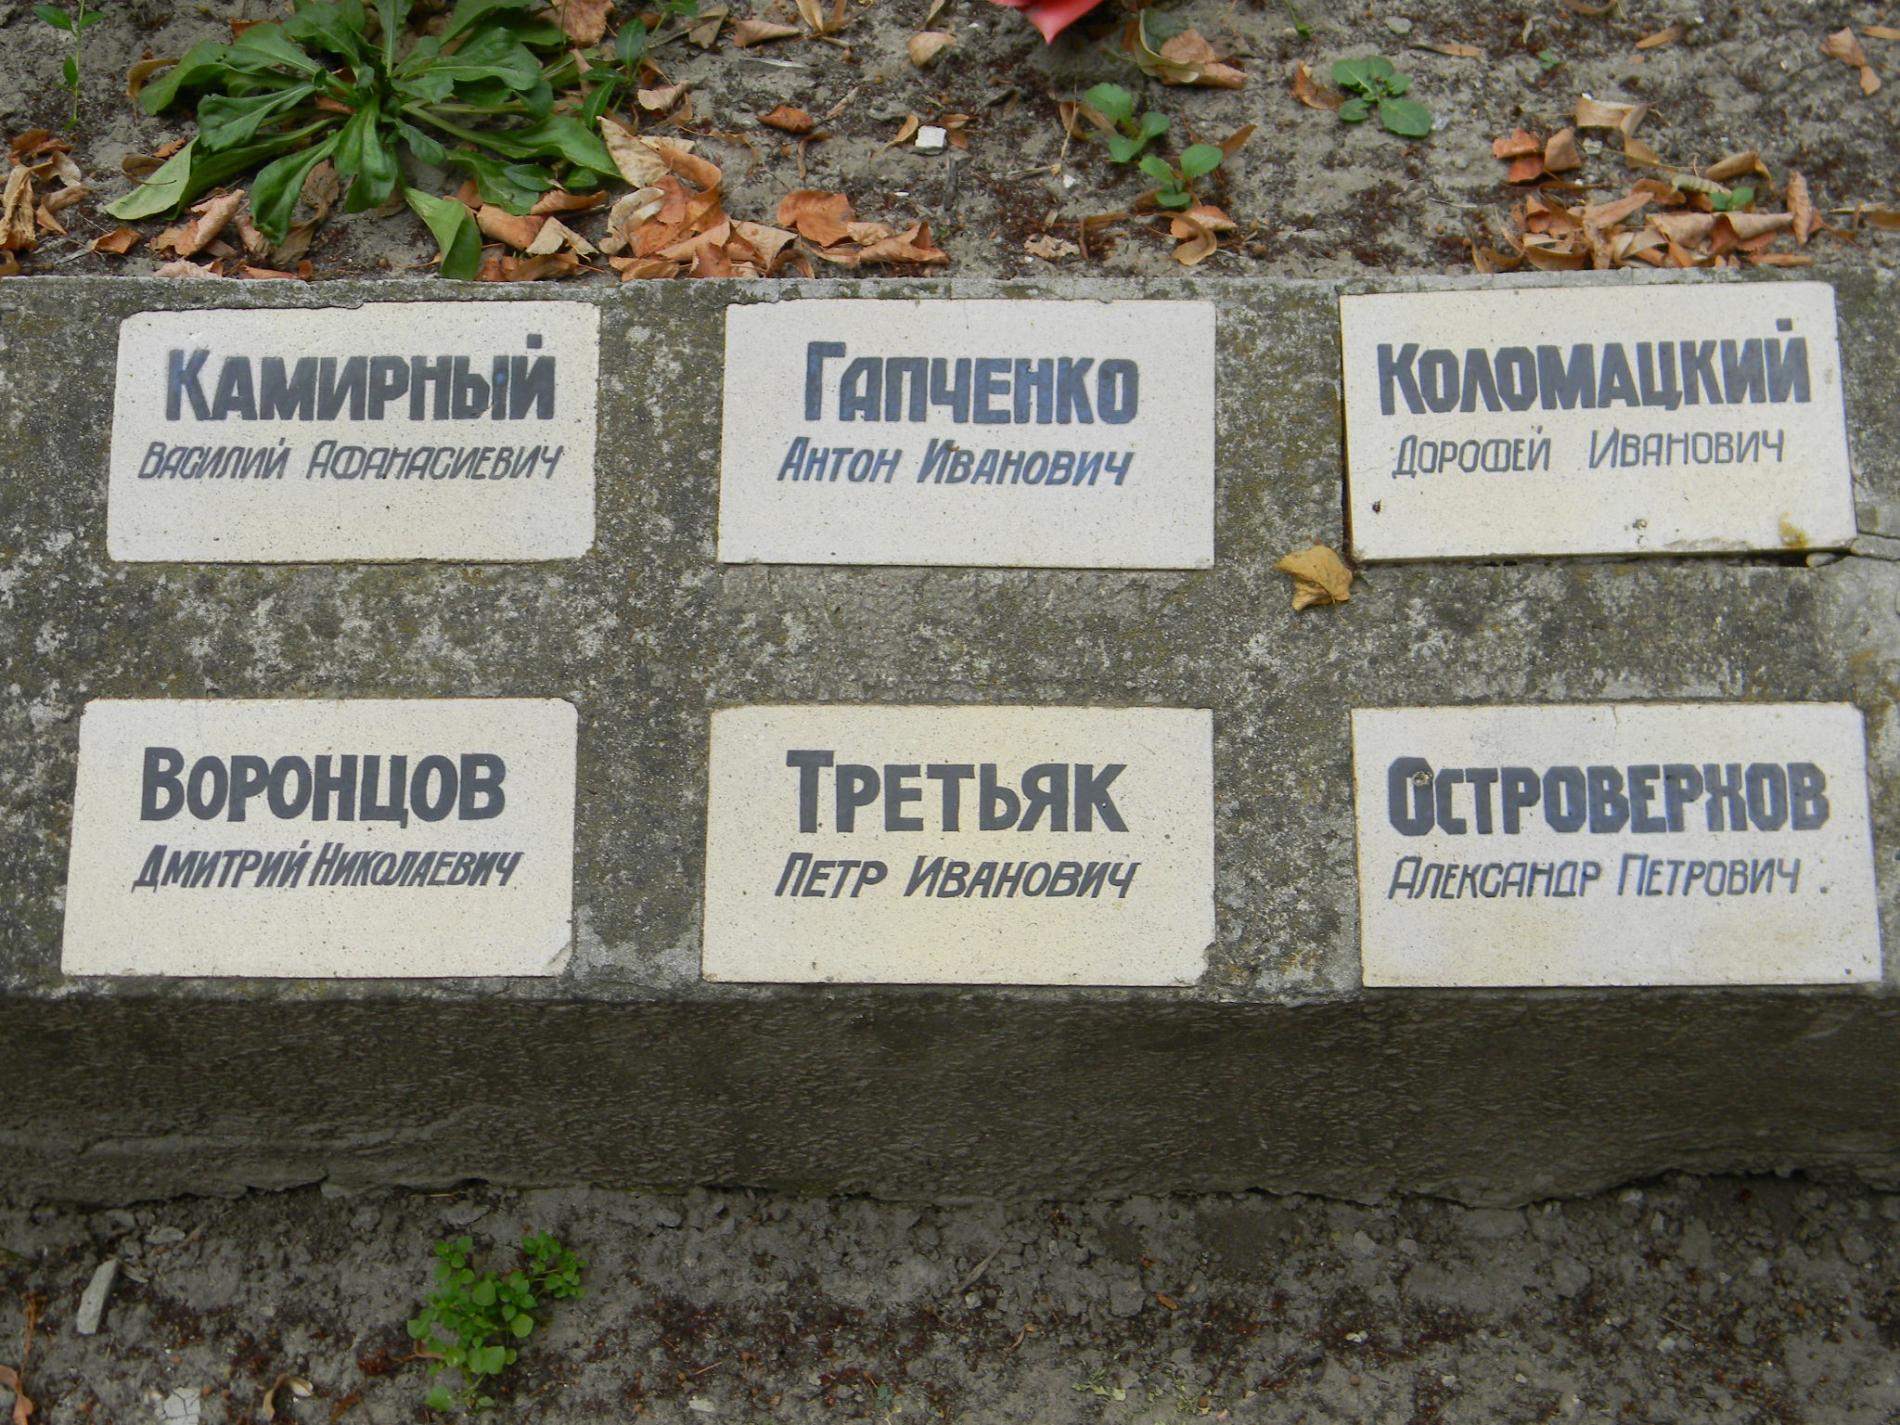 Камирный
Василий Афанасиевич
Гапченко
Антон Иванович
Коломацкий
Дорофей Иванович
Воронцов
Дмитрий Николаевич
Третьяк
Петр Иванович
Островерхов
Александр Петрович